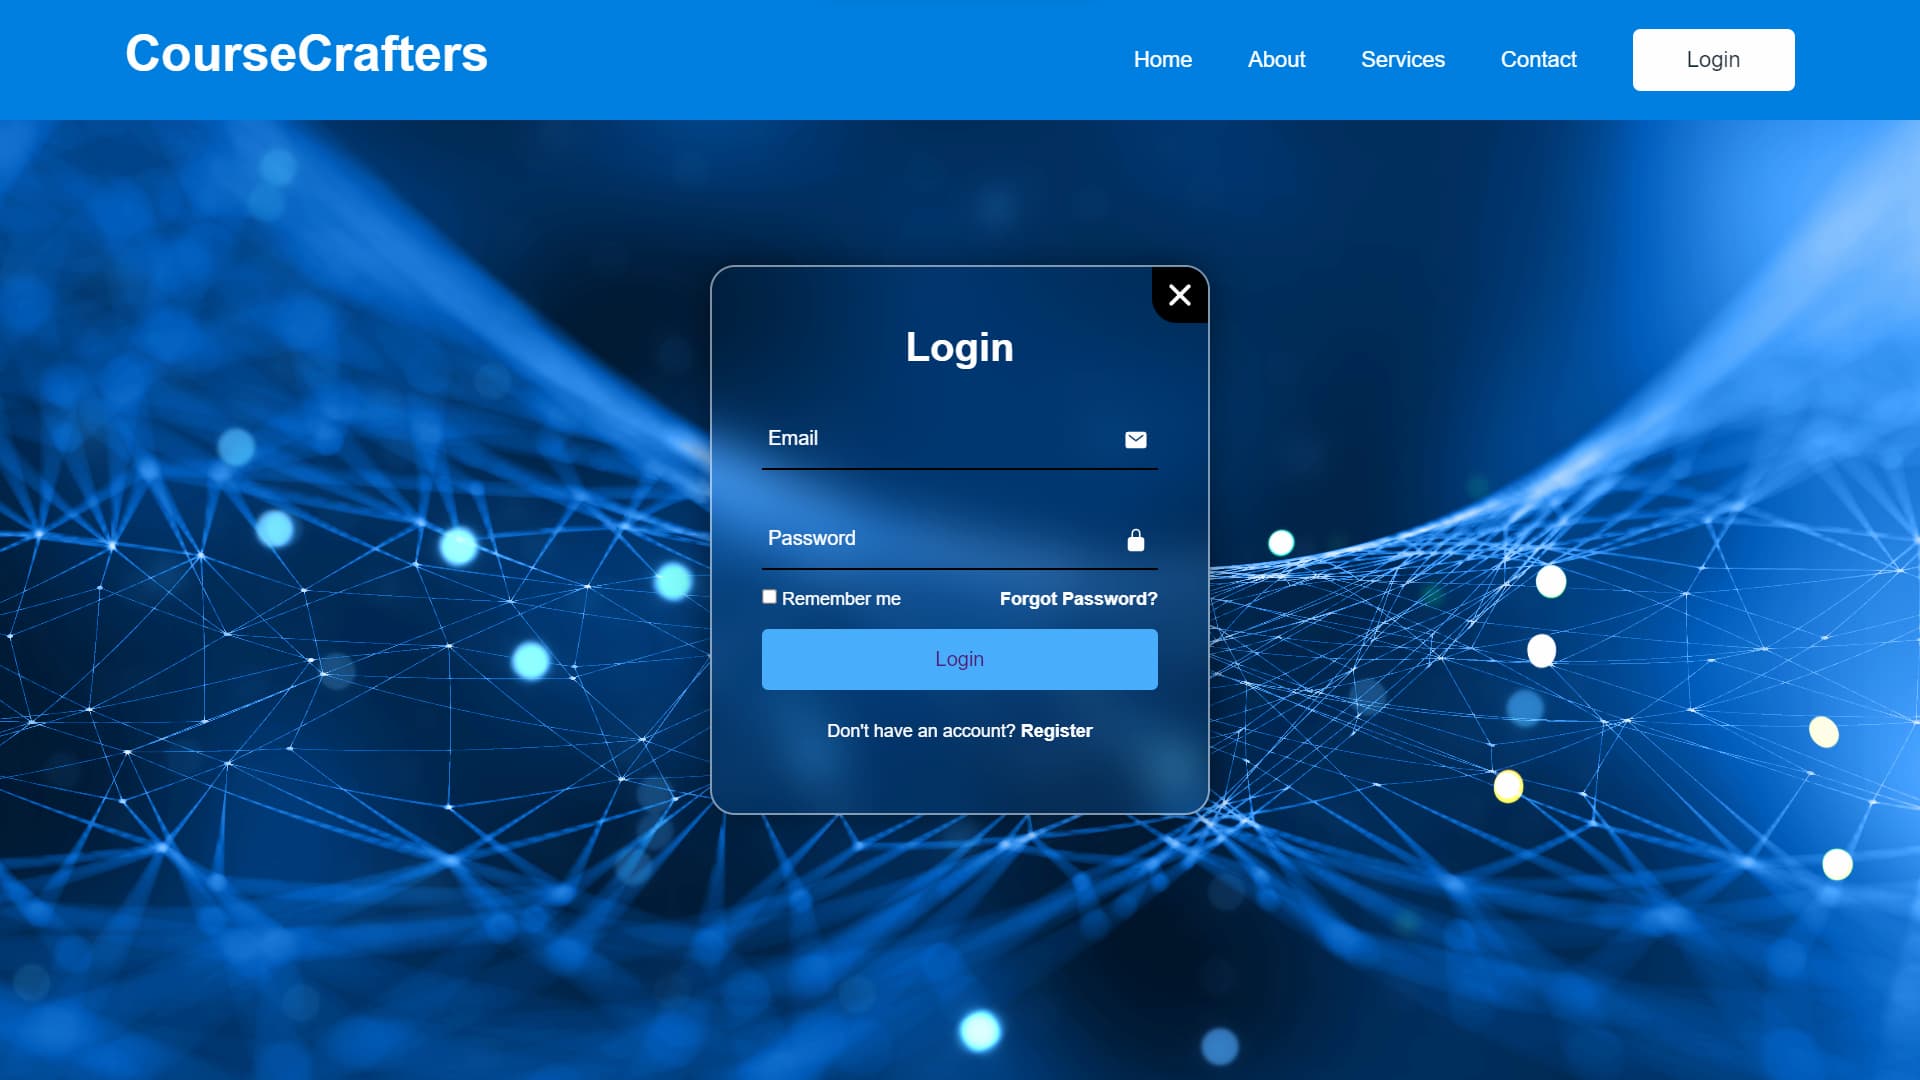 CourseCrafters
Home About Services Contact Login
Login
Email
Password
Remember me Forgot Password?
Login
Don't have an account? Register